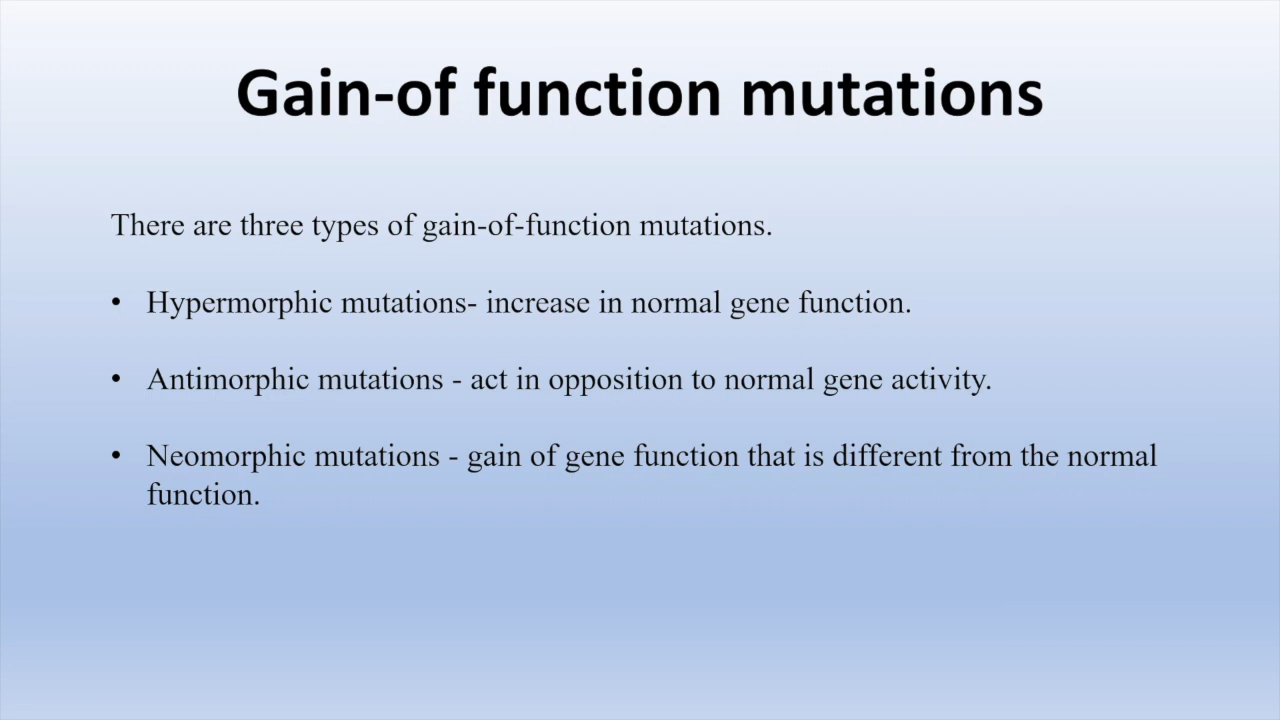 Gain-of function mutations
There are three types of gain-of-function mutations.
• Hypermorphic mutations- increase in normal gene function.
• Antimorphic mutations - act in opposition to normal gene activity.
• Neomorphic mutations - gain of gene function that is different from the normal
function.